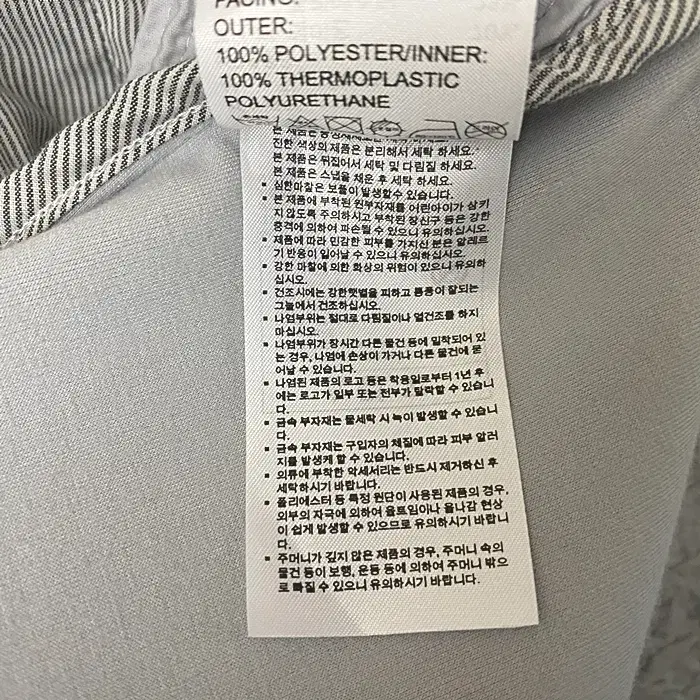 FACING:
OUTER:
100% POLYESTER/INNER:
100% THERMOPLASTIC
POLYURETHANE
진한 색상의 제품은 분리해서 세탁 하세요.
본 제품은 뒤집어서 세탁 및 다림질 하세요.
본 제품은 스냅을 채운 후 세탁 하세요.
▪ 심한마찰은 보풀이 발생할수 있습니다.
▪ 본 제품에 부착된 원부자재를 어린아이가 삼키
지 않도록 주의하시고 부착된 장신구 등은 강한
충격에 의하여 파손될 수 있으니 유의하십시오.
▪ 제품에 따라 민감한 피부를 가지신 분은 알레르
기 반응이 일어날 수 있으니 유의하십시오.
▪ 강한 마찰에 의한 화상의 위험이 있으니 유의하
십시오.
▪ 건조시에는 강한햇볕을 피하고 통풍이 잘되는
그늘에서 건조하십시오.
▪ 나염부위는 절대로 다림질이나 열건조를 하지
마십시오.
▪ 나염부위가 장시간 다른 물건 등에 밀착되어 있
는 경우, 나염에 손상이 가거나 다른 물건에 묻
어날 수 있습니다.
▪ 나염된 제품의 로고 등은 착용일로부터 1년 후
에는 로고가 일부 또는 전부가 탈락할 수 있습니
다.
▪ 금속 부자재는 물세탁 시 녹이 발생할 수 있습니
다.
▪ 금속 부자재는 구입자의 체질에 따라 피부 알러
지를 발생케 할 수 있습니다.
▪ 의류에 부착한 악세서리는 반드시 제거하신 후
세탁하시기 바랍니다.
▪ 폴리에스터 등 특정 원단이 사용된 제품의 경우,
외부의 자극에 의하여 올트임이나 올나감 현상
이 쉽게 발생할 수 있으므로 유의하시기 바랍니
다.
▪ 주머니가 깊지 않은 제품의 경우, 주머니 속의
물건 등이 보행, 운동 등에 의하여 주머니 밖으
로 빠질 수 있으니 유의하시기 바랍니다.